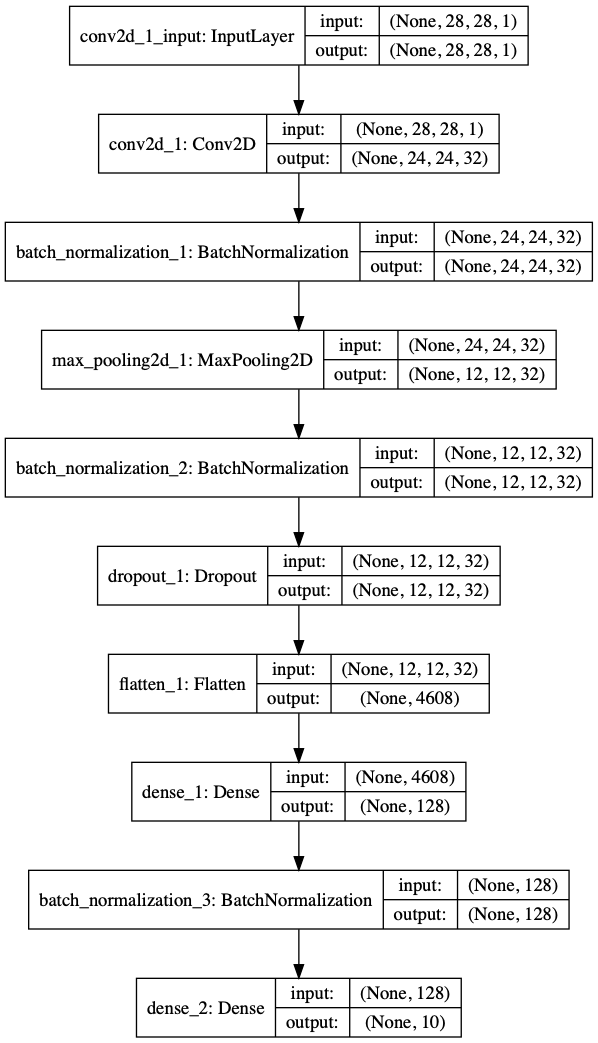 conv2d_1_input: InputLayer
input: (None, 28, 28, 1)
output: (None, 28, 28, 1)
conv2d_1: Conv2D
input: (None, 28, 28, 1)
output: (None, 24, 24, 32)
batch_normalization_1: BatchNormalization
input: (None, 24, 24, 32)
output: (None, 24, 24, 32)
max_pooling2d_1: MaxPooling2D
input: (None, 24, 24, 32)
output: (None, 12, 12, 32)
batch_normalization_2: BatchNormalization
input: (None, 12, 12, 32)
output: (None, 12, 12, 32)
dropout_1: Dropout
input: (None, 12, 12, 32)
output: (None, 12, 12, 32)
flatten_1: Flatten
input: (None, 12, 12, 32)
output: (None, 4608)
dense_1: Dense
input: (None, 4608)
output: (None, 128)
batch_normalization_3: BatchNormalization
input: (None, 128)
output: (None, 128)
dense_2: Dense
input: (None, 128)
output: (None, 10)